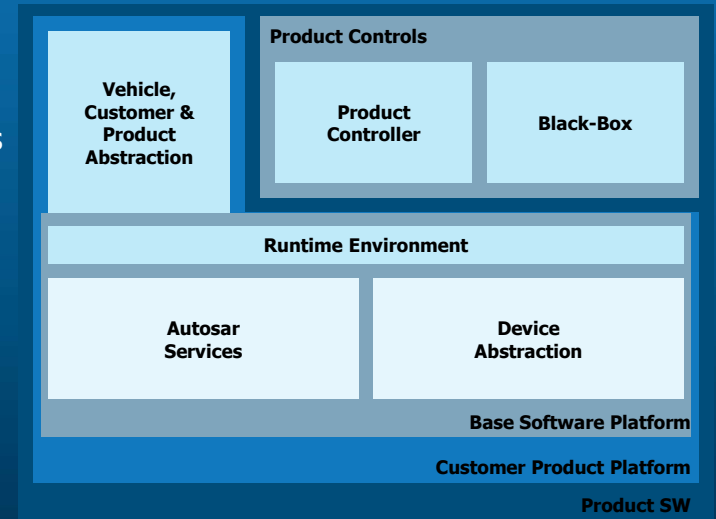 Product Controls
Vehicle,
Customer &
Product
Abstraction
Product
Controller
Black-Box
s
Runtime Environment
Autosar
Services
Device
Abstraction
Base Software Platform
Customer Product Platform
Product SW